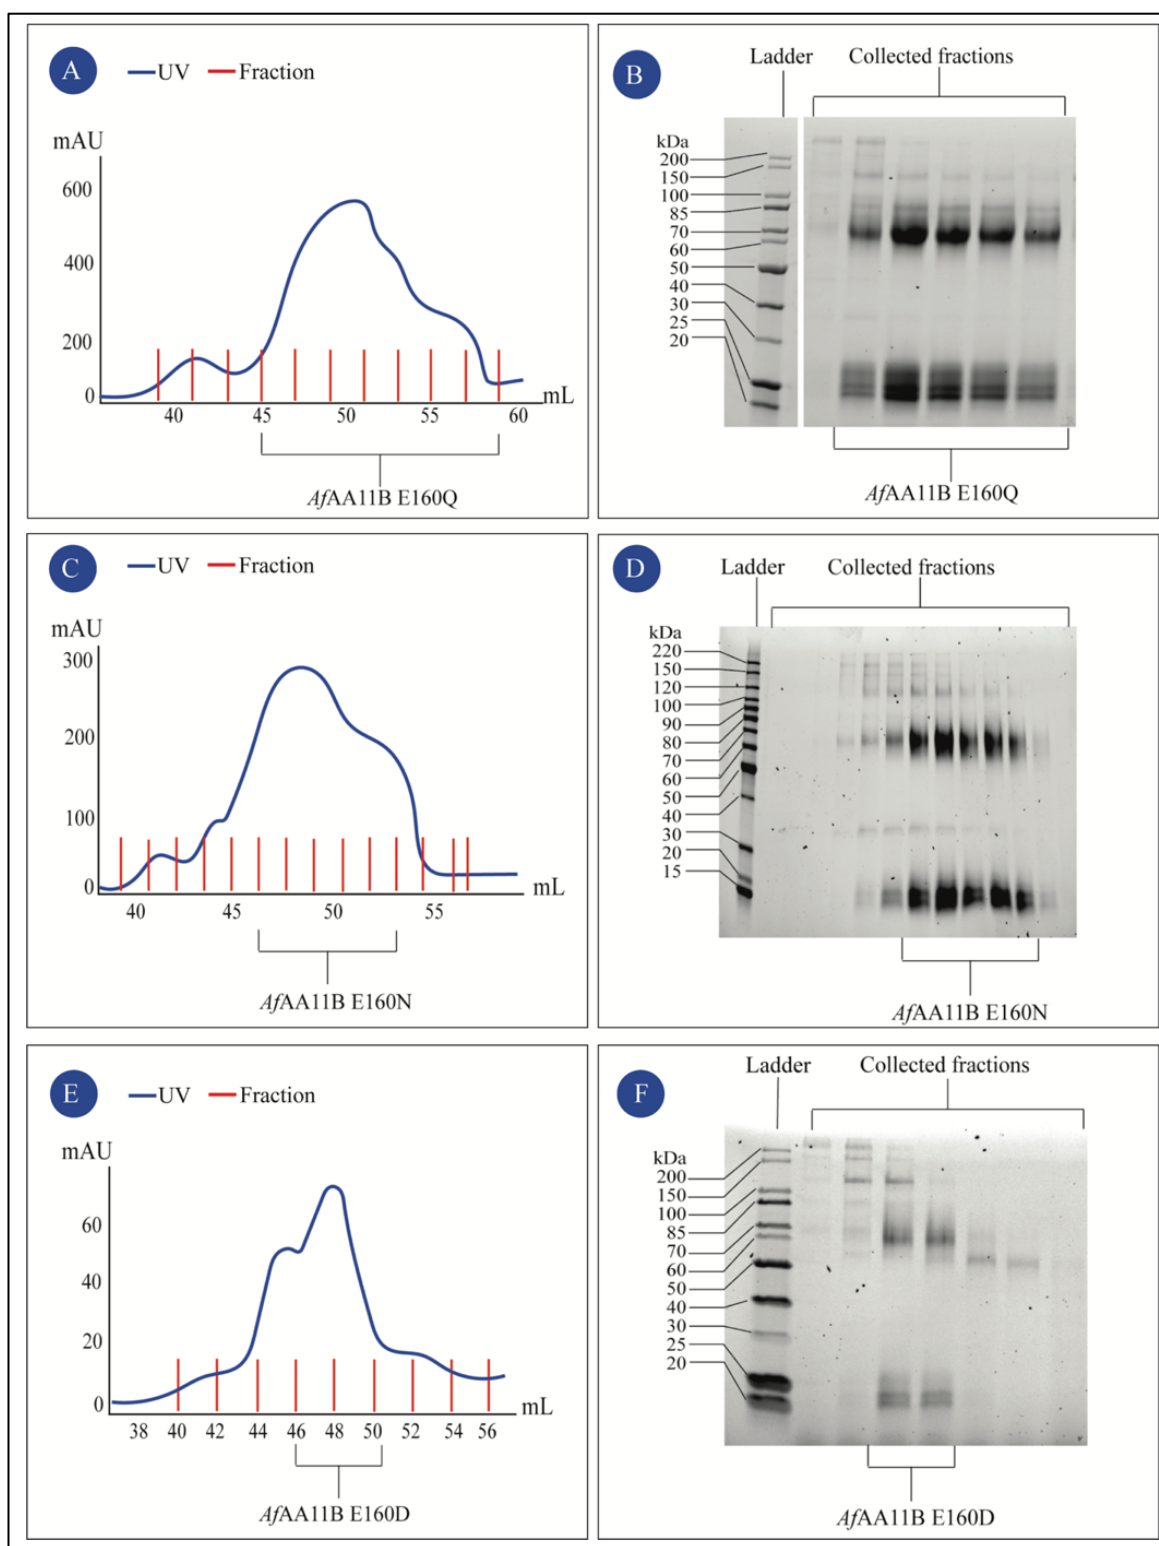 A
UV Fraction
mAU
600
400
200
0
40 45 50 55 60 mL
AfAA11B E160Q
B
Ladder Collected fractions
kDa
200
150
100
85
70
60
50
40
30
25
20
AfAA11B E160Q
C
UV Fraction
mAU
300
200
100
0
40 45 50 55 mL
AfAA11B E160N
D
Ladder Collected fractions
kDa
220
150
120
100
90
80
70
60
50
40
30
20
15
AfAA11B E160N
E
UV Fraction
mAU
60
40
20
0
38 40 42 44 46 48 50 52 54 56 mL
AfAA11B E160D
F
Ladder Collected fractions
kDa
200
150
100
85
70
60
50
40
30
25
20
AfAA11B E160D